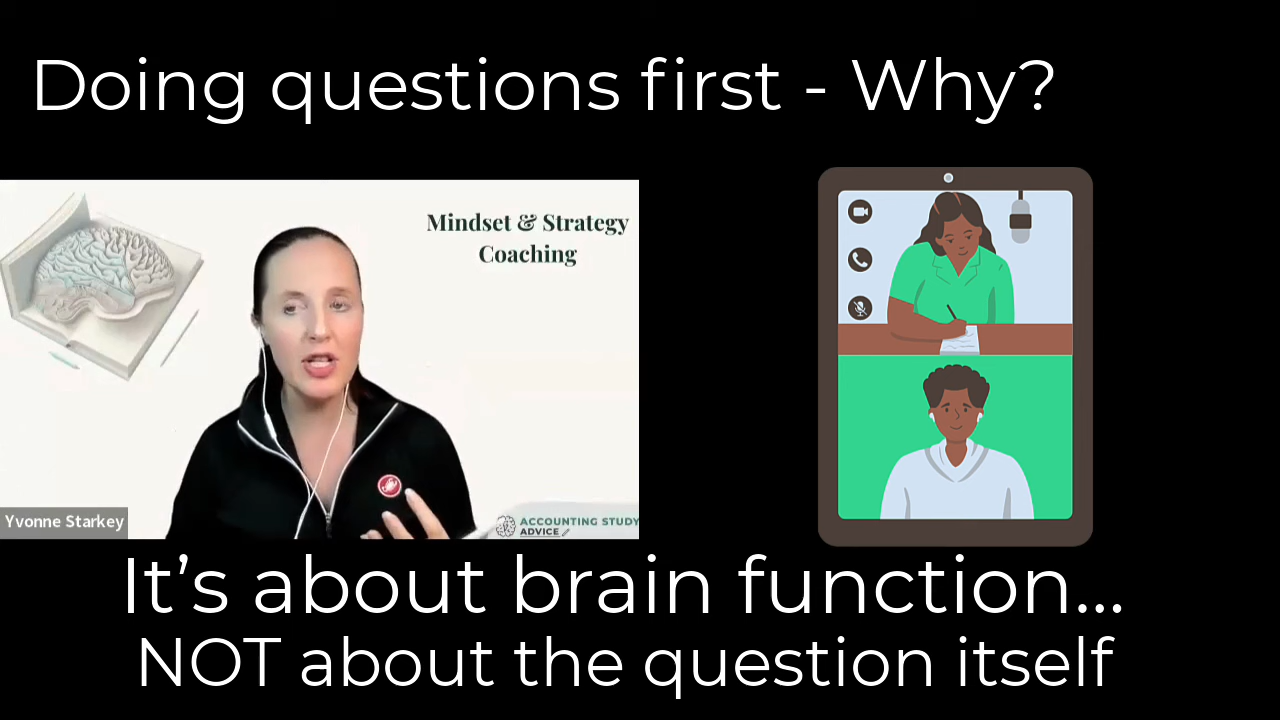 Doing questions first - Why?
Mindset & Strategy
Coaching
Yvonne Starkey
ACCOUNTING STUDY
ADVICE
It's about brain function...
NOT about the question itself